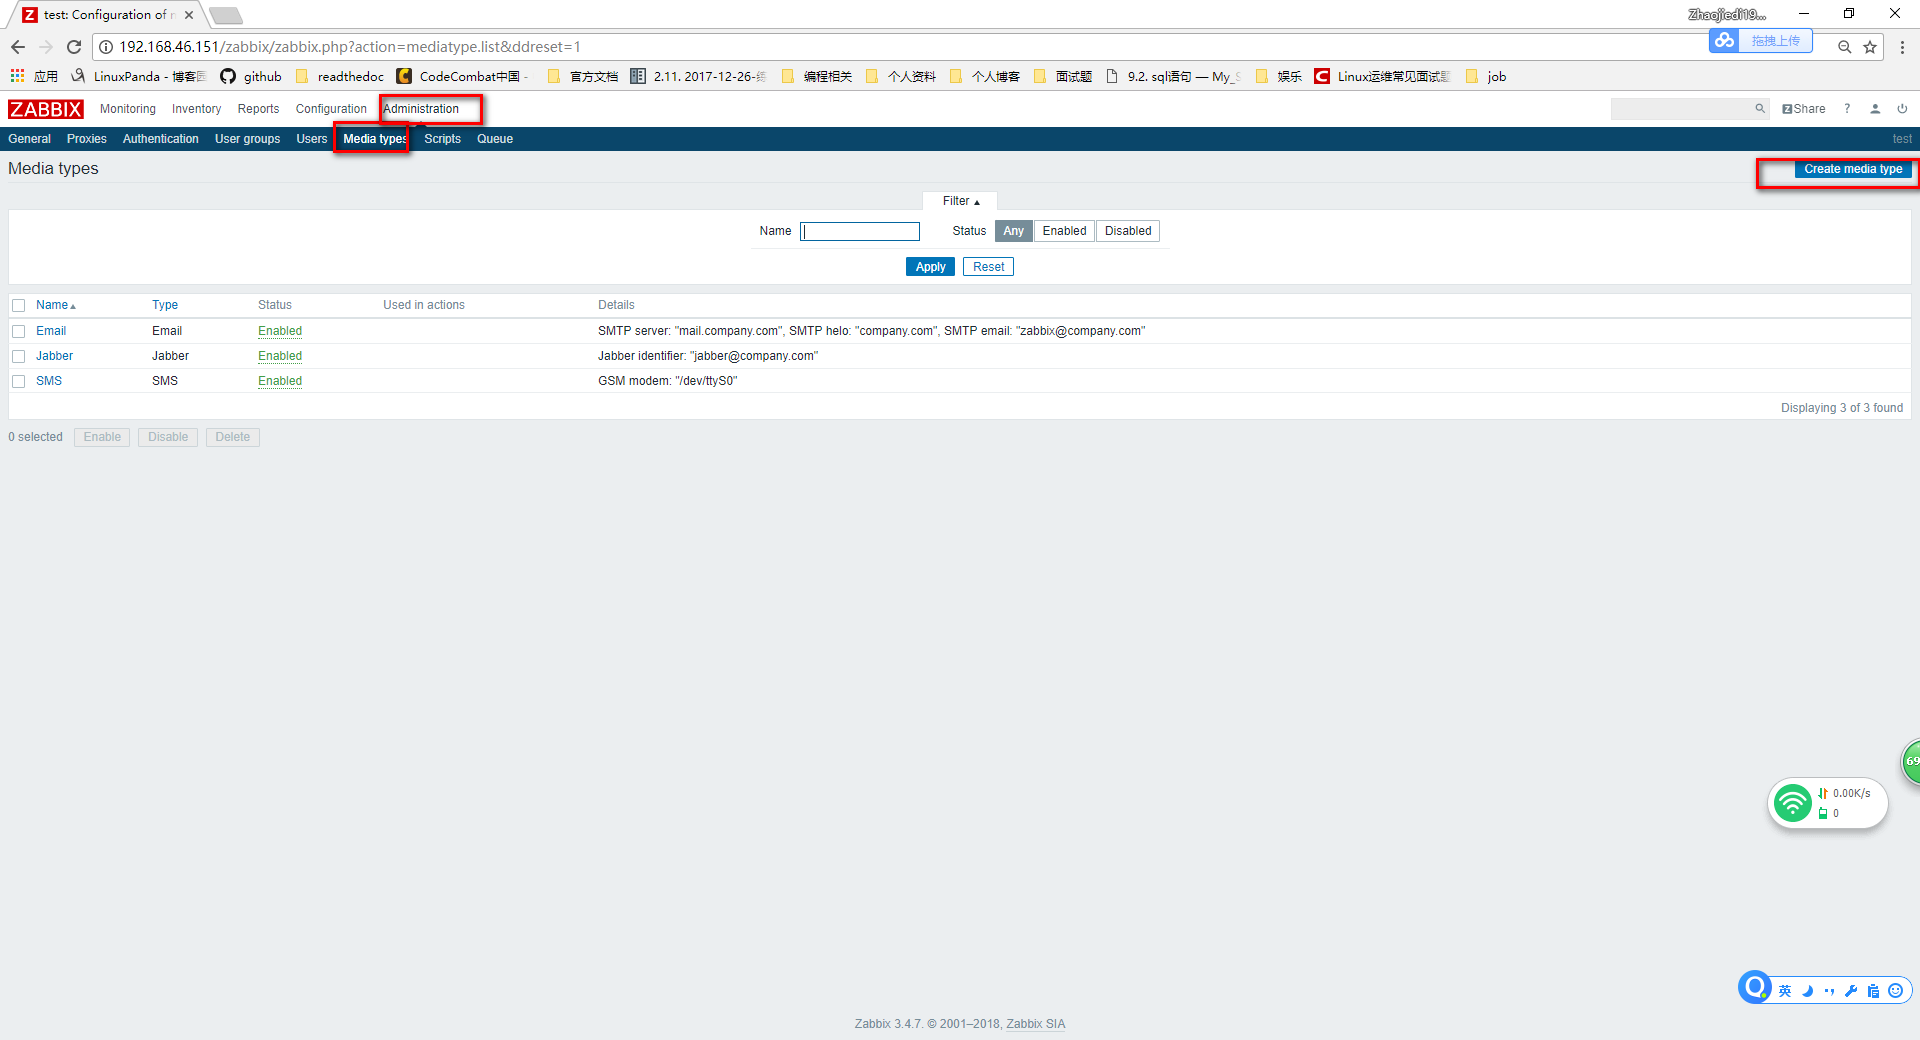 test: Configuration of
Zhaojiedi19...
192.168.46.151/zabbix/zabbix.php?action=mediatype.list&ddreset=1
拖拽上传
应用 LinuxPanda - 博客园 github readthedoc CodeCombat中国 - 官方文档 2.11. 2017-12-26- 编程相关 个人资料 个人博客 面试题 9.2. sql语句 — My_S 娱乐 Linux运维常见面试题 job
ZABBIX Monitoring Inventory Reports Configuration Administration Z Share ?
General Proxies Authentication User groups Users Media types Scripts Queue test
Media types Create media type
Filter ▲
Name Status Any Enabled Disabled
Apply Reset
Name ▲ Type Status Used in actions Details
Email Email Enabled SMTP server: "mail.company.com", SMTP helo: "company.com", SMTP email: "zabbix@company.com"
Jabber Jabber Enabled Jabber identifier: "jabber@company.com"
SMS SMS Enabled GSM modem: "/dev/ttyS0"
Displaying 3 of 3 found
0 selected Enable Disable Delete
69
0.00K/s
0
英
Zabbix 3.4.7. © 2001–2018, Zabbix SIA